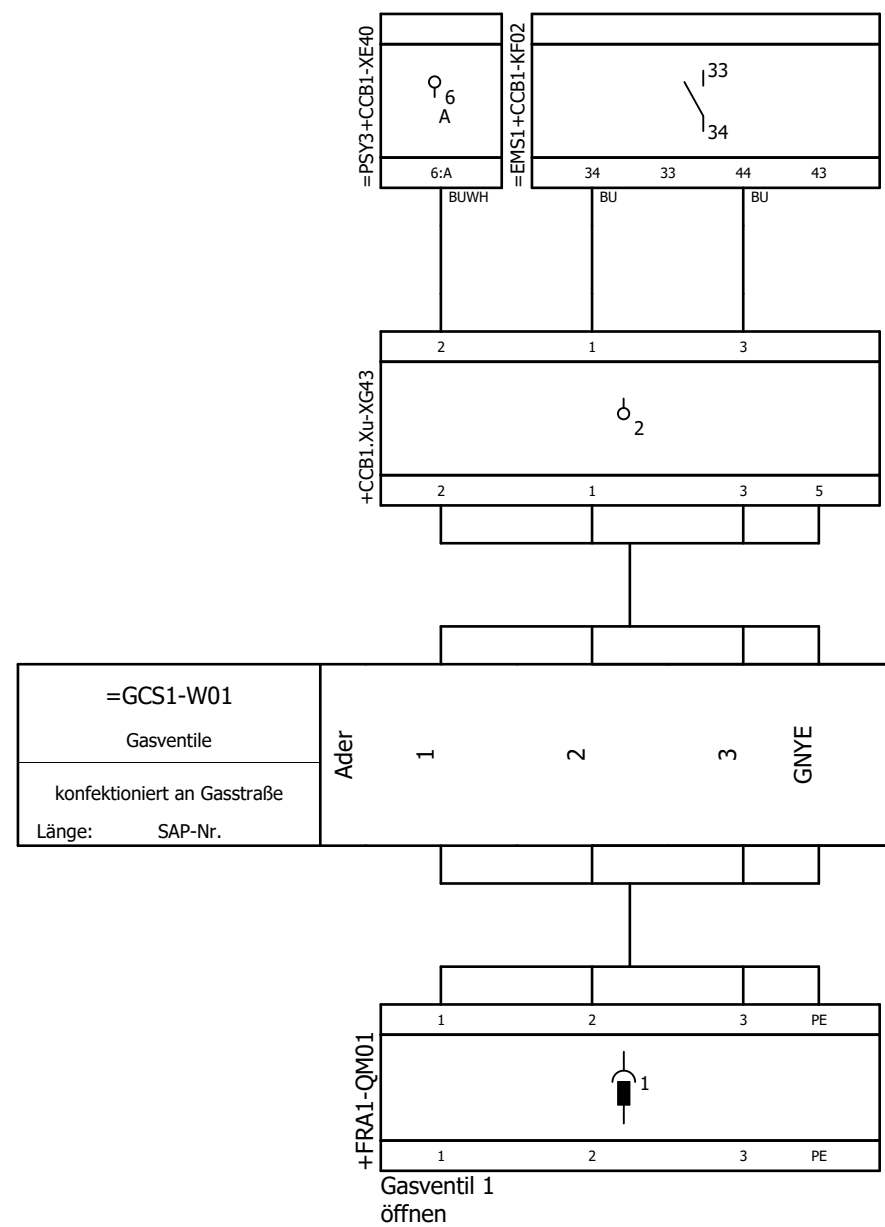 =PSY3+CCB1-XE40
6
A
6:A
BUWH
=EMS1+CCB1-KF02
33
34
34 33 44 43
BU BU
+CCB1.Xu-XG43
2 1 3
2
2 1 3 5
=GCS1-W01
Gasventile
konfektioniert an Gasstraße
Länge: SAP-Nr.
Ader 1 2 3 GNYE
+FRA1-QM01
1 2 3 PE
1
1 2 3 PE
Gasventil 1
öffnen